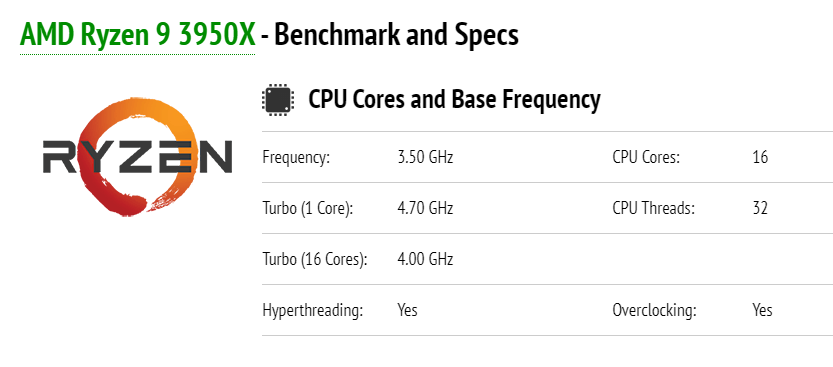 AMD Ryzen 9 3950X - Benchmark and Specs
CPU Cores and Base Frequency
RYZEN
Frequency: 3.50 GHz CPU Cores: 16
Turbo (1 Core): 4.70 GHz CPU Threads: 32
Turbo (16 Cores): 4.00 GHz
Hyperthreading: Yes Overclocking: Yes